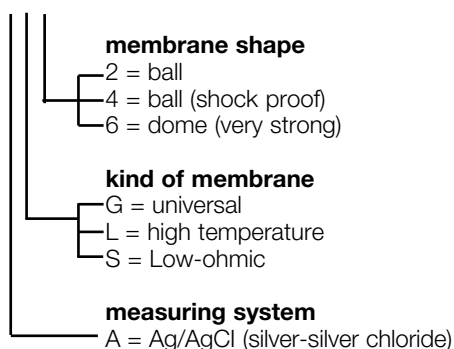 membrane shape
2 = ball
4 = ball (shock proof)
6 = dome (very strong)
kind of membrane
G = universal
L = high temperature
S = Low-ohmic
measuring system
A = Ag/AgCl (silver-silver chloride)